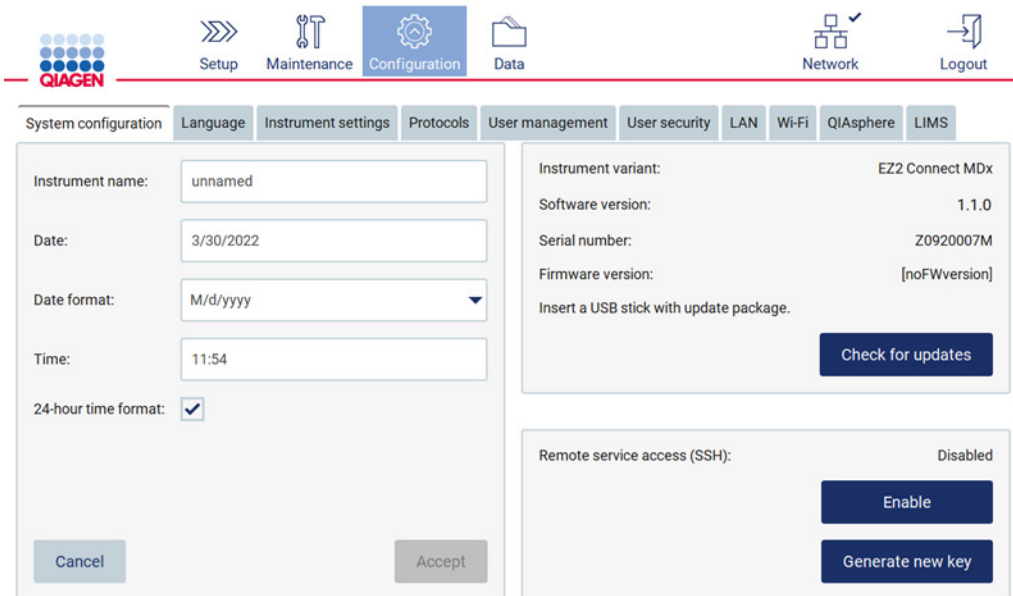 QIAGEN
Setup
Maintenance
Configuration
Data
Network
Logout
System configuration
Language
Instrument settings
Protocols
User management
User security
LAN
Wi-Fi
QIAsphere
LIMS
Instrument name:
unnamed
Date:
3/30/2022
Date format:
M/d/yyyy
Time:
11:54
24-hour time format:
Cancel
Accept
Instrument variant:
EZ2 Connect MDx
Software version:
1.1.0
Serial number:
Z0920007M
Firmware version:
[noFWversion]
Insert a USB stick with update package.
Check for updates
Remote service access (SSH):
Disabled
Enable
Generate new key